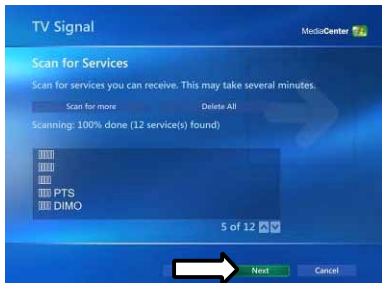 TV Signal
MediaCenter
Scan for Services
Scan for services you can receive. This may take several minutes.
Scan for more Delete All
Scanning: 100% done (12 service(s) found)
PTS
DIMO
5 of 12
Next Cancel